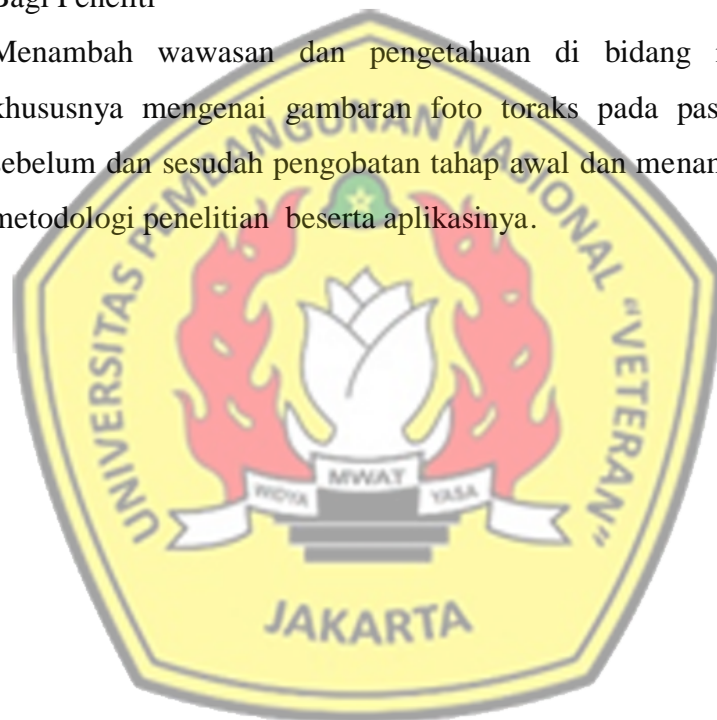 Bagi Peneliti
Menambah wawasan dan pengetahuan di bidang
khususnya mengenai gambaran foto toraks pada pas
sebelum dan sesudah pengobatan tahap awal dan menam
metodologi penelitian beserta aplikasinya.
UNIVERSITAS PEMBANGUNAN NASIONAL "VETERAN"
WIDYA MWAT YASA
JAKARTA